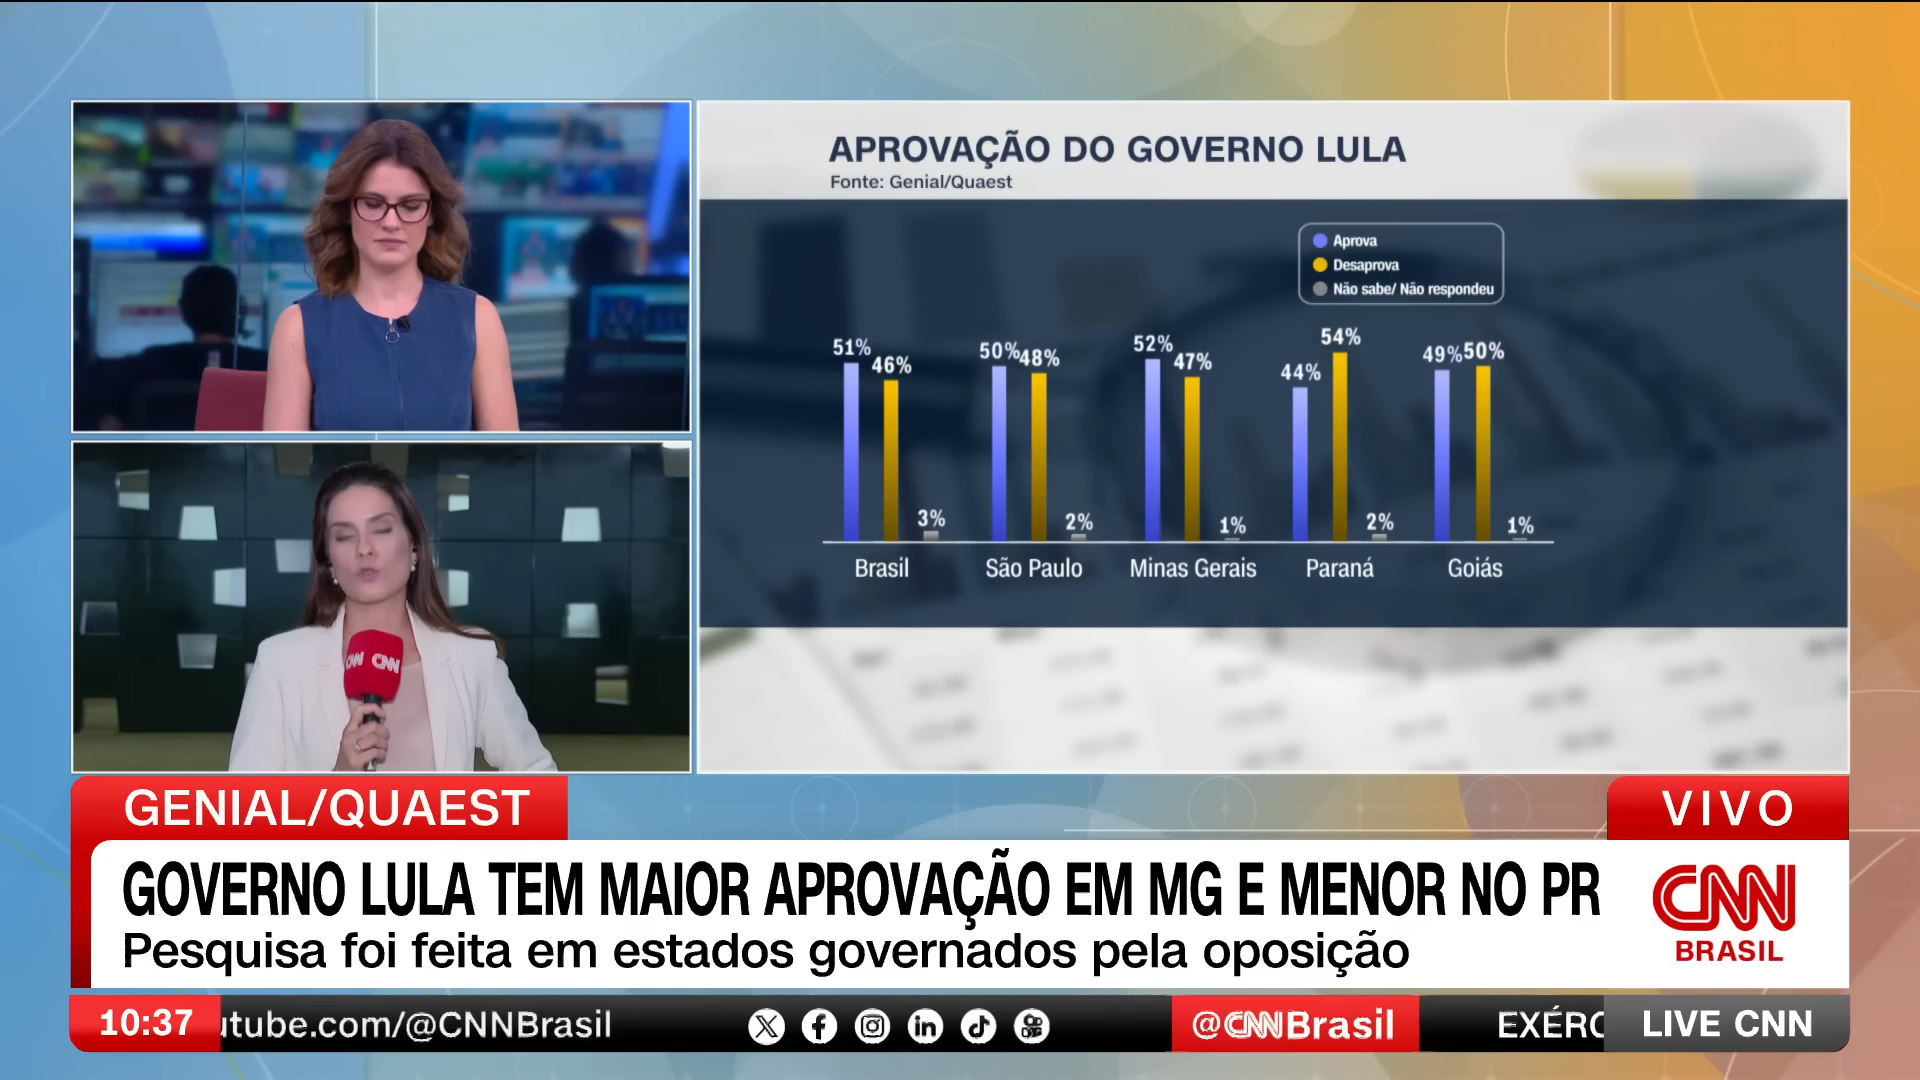 APROVAÇÃO DO GOVERNO LULA
Fonte: Genial/Quaest
Aprova
Desaprova
Não sabe/ Não respondeu
51% 46% 3%
50% 48% 2%
52% 47% 1%
44% 54% 2%
49% 50% 1%
Brasil São Paulo Minas Gerais Paraná Goiás
CNN CNN
GENIAL/QUAEST
VIVO
GOVERNO LULA TEM MAIOR APROVAÇÃO EM MG E MENOR NO PR
Pesquisa foi feita em estados governados pela oposição
CNN
BRASIL
10:37
utube.com/@CNNBrasil
@CNNBrasil
EXÉRC
LIVE CNN